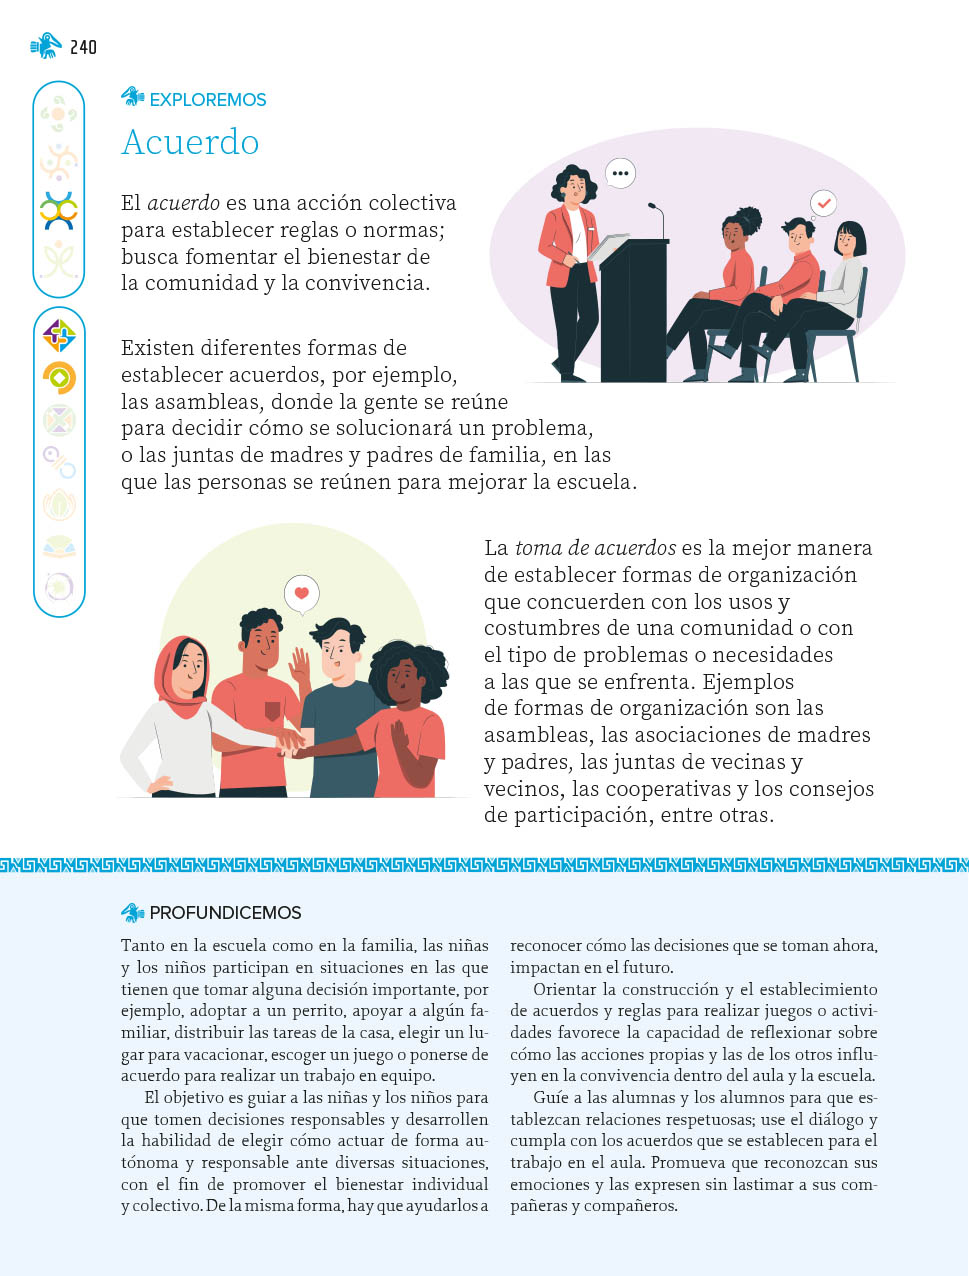 240
EXPLOREMOS
Acuerdo
El acuerdo es una acción colectiva
para establecer reglas o normas;
busca fomentar el bienestar de
la comunidad y la convivencia.
Existen diferentes formas de
establecer acuerdos, por ejemplo,
las asambleas, donde la gente se reúne
para decidir cómo se solucionará un problema,
o las juntas de madres y padres de familia, en las
que las personas se reúnen para mejorar la escuela.
La toma de acuerdos es la mejor manera
de establecer formas de organización
que concuerden con los usos y
costumbres de una comunidad o con
el tipo de problemas o necesidades
a las que se enfrenta. Ejemplos
de formas de organización son las
asambleas, las asociaciones de madres
y padres, las juntas de vecinas y
vecinos, las cooperativas y los consejos
de participación, entre otras.
PROFUNDICEMOS
Tanto en la escuela como en la familia, las niñas
y los niños participan en situaciones en las que
tienen que tomar alguna decisión importante, por
ejemplo, adoptar a un perrito, apoyar a algún fa-
miliar, distribuir las tareas de la casa, elegir un lu-
gar para vacacionar, escoger un juego o ponerse de
acuerdo para realizar un trabajo en equipo.
El objetivo es guiar a las niñas y los niños para
que tomen decisiones responsables y desarrollen
la habilidad de elegir cómo actuar de forma au-
tónoma y responsable ante diversas situaciones,
con el fin de promover el bienestar individual
y colectivo. De la misma forma, hay que ayudarlos a
reconocer cómo las decisiones que se toman ahora,
impactan en el futuro.
Orientar la construcción y el establecimiento
de acuerdos y reglas para realizar juegos o activi-
dades favorece la capacidad de reflexionar sobre
cómo las acciones propias y las de los otros influ-
yen en la convivencia dentro del aula y la escuela.
Guíe a las alumnas y los alumnos para que es-
tablezcan relaciones respetuosas; use el diálogo y
cumpla con los acuerdos que se establecen para el
trabajo en el aula. Promueva que reconozcan sus
emociones y las expresen sin lastimar a sus com-
pañeras y compañeros.